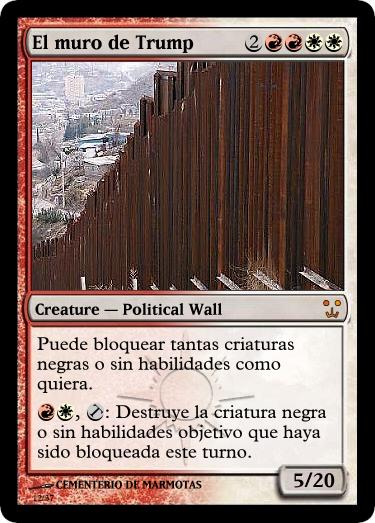 El muro de Trump 2
Creature — Political Wall
Puede bloquear tantas criaturas
negras o sin habilidades como
quiera.
, : Destruye la criatura negra
o sin habilidades objetivo que haya
sido bloqueada este turno.
CEMENTERIO DE MARMOTAS
5/20